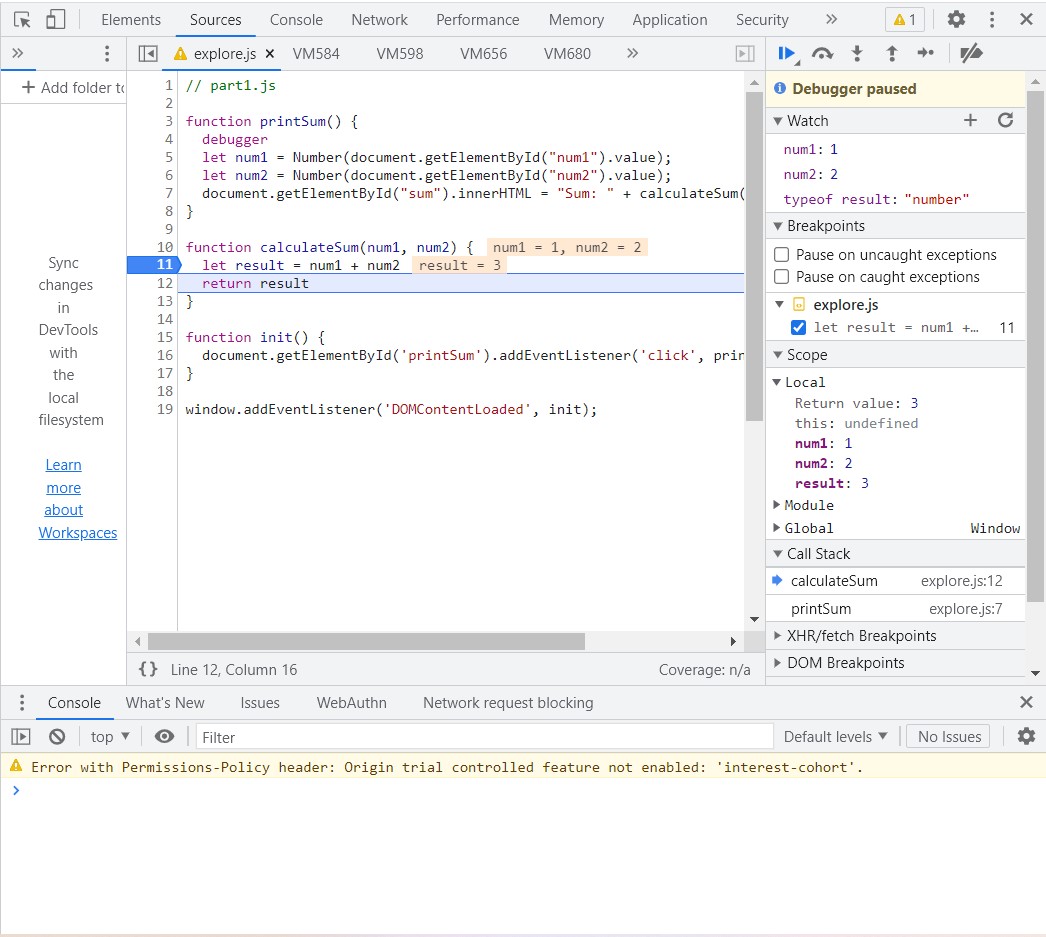 Elements Sources Console Network Performance Memory Application Security » 1
» explore.js × VM584 VM598 VM656 VM680 »
+ Add folder to
Sync
changes
in
DevTools
with
the
local
filesystem
Learn
more
about
Workspaces
1 // part1.js
2
3 function printSum() {
4 debugger
5 let num1 = Number(document.getElementById("num1").value);
6 let num2 = Number(document.getElementById("num2").value);
7 document.getElementById("sum").innerHTML = "Sum: " + calculateSum(
8 }
9
10 function calculateSum(num1, num2) { num1 = 1, num2 = 2
11 let result = num1 + num2 result = 3
12 return result
13 }
14
15 function init() {
16 document.getElementById('printSum').addEventListener('click', prin
17 }
18
19 window.addEventListener('DOMContentLoaded', init);
{} Line 12, Column 16 Coverage: n/a
Debugger paused
Watch
num1: 1
num2: 2
typeof result: "number"
Breakpoints
Pause on uncaught exceptions
Pause on caught exceptions
explore.js
let result = num1 +… 11
Scope
Local
Return value: 3
this: undefined
num1: 1
num2: 2
result: 3
Module
Global Window
Call Stack
calculateSum explore.js:12
printSum explore.js:7
XHR/fetch Breakpoints
DOM Breakpoints
Console What's New Issues WebAuthn Network request blocking
top Filter Default levels No Issues
Error with Permissions-Policy header: Origin trial controlled feature not enabled: 'interest-cohort'.